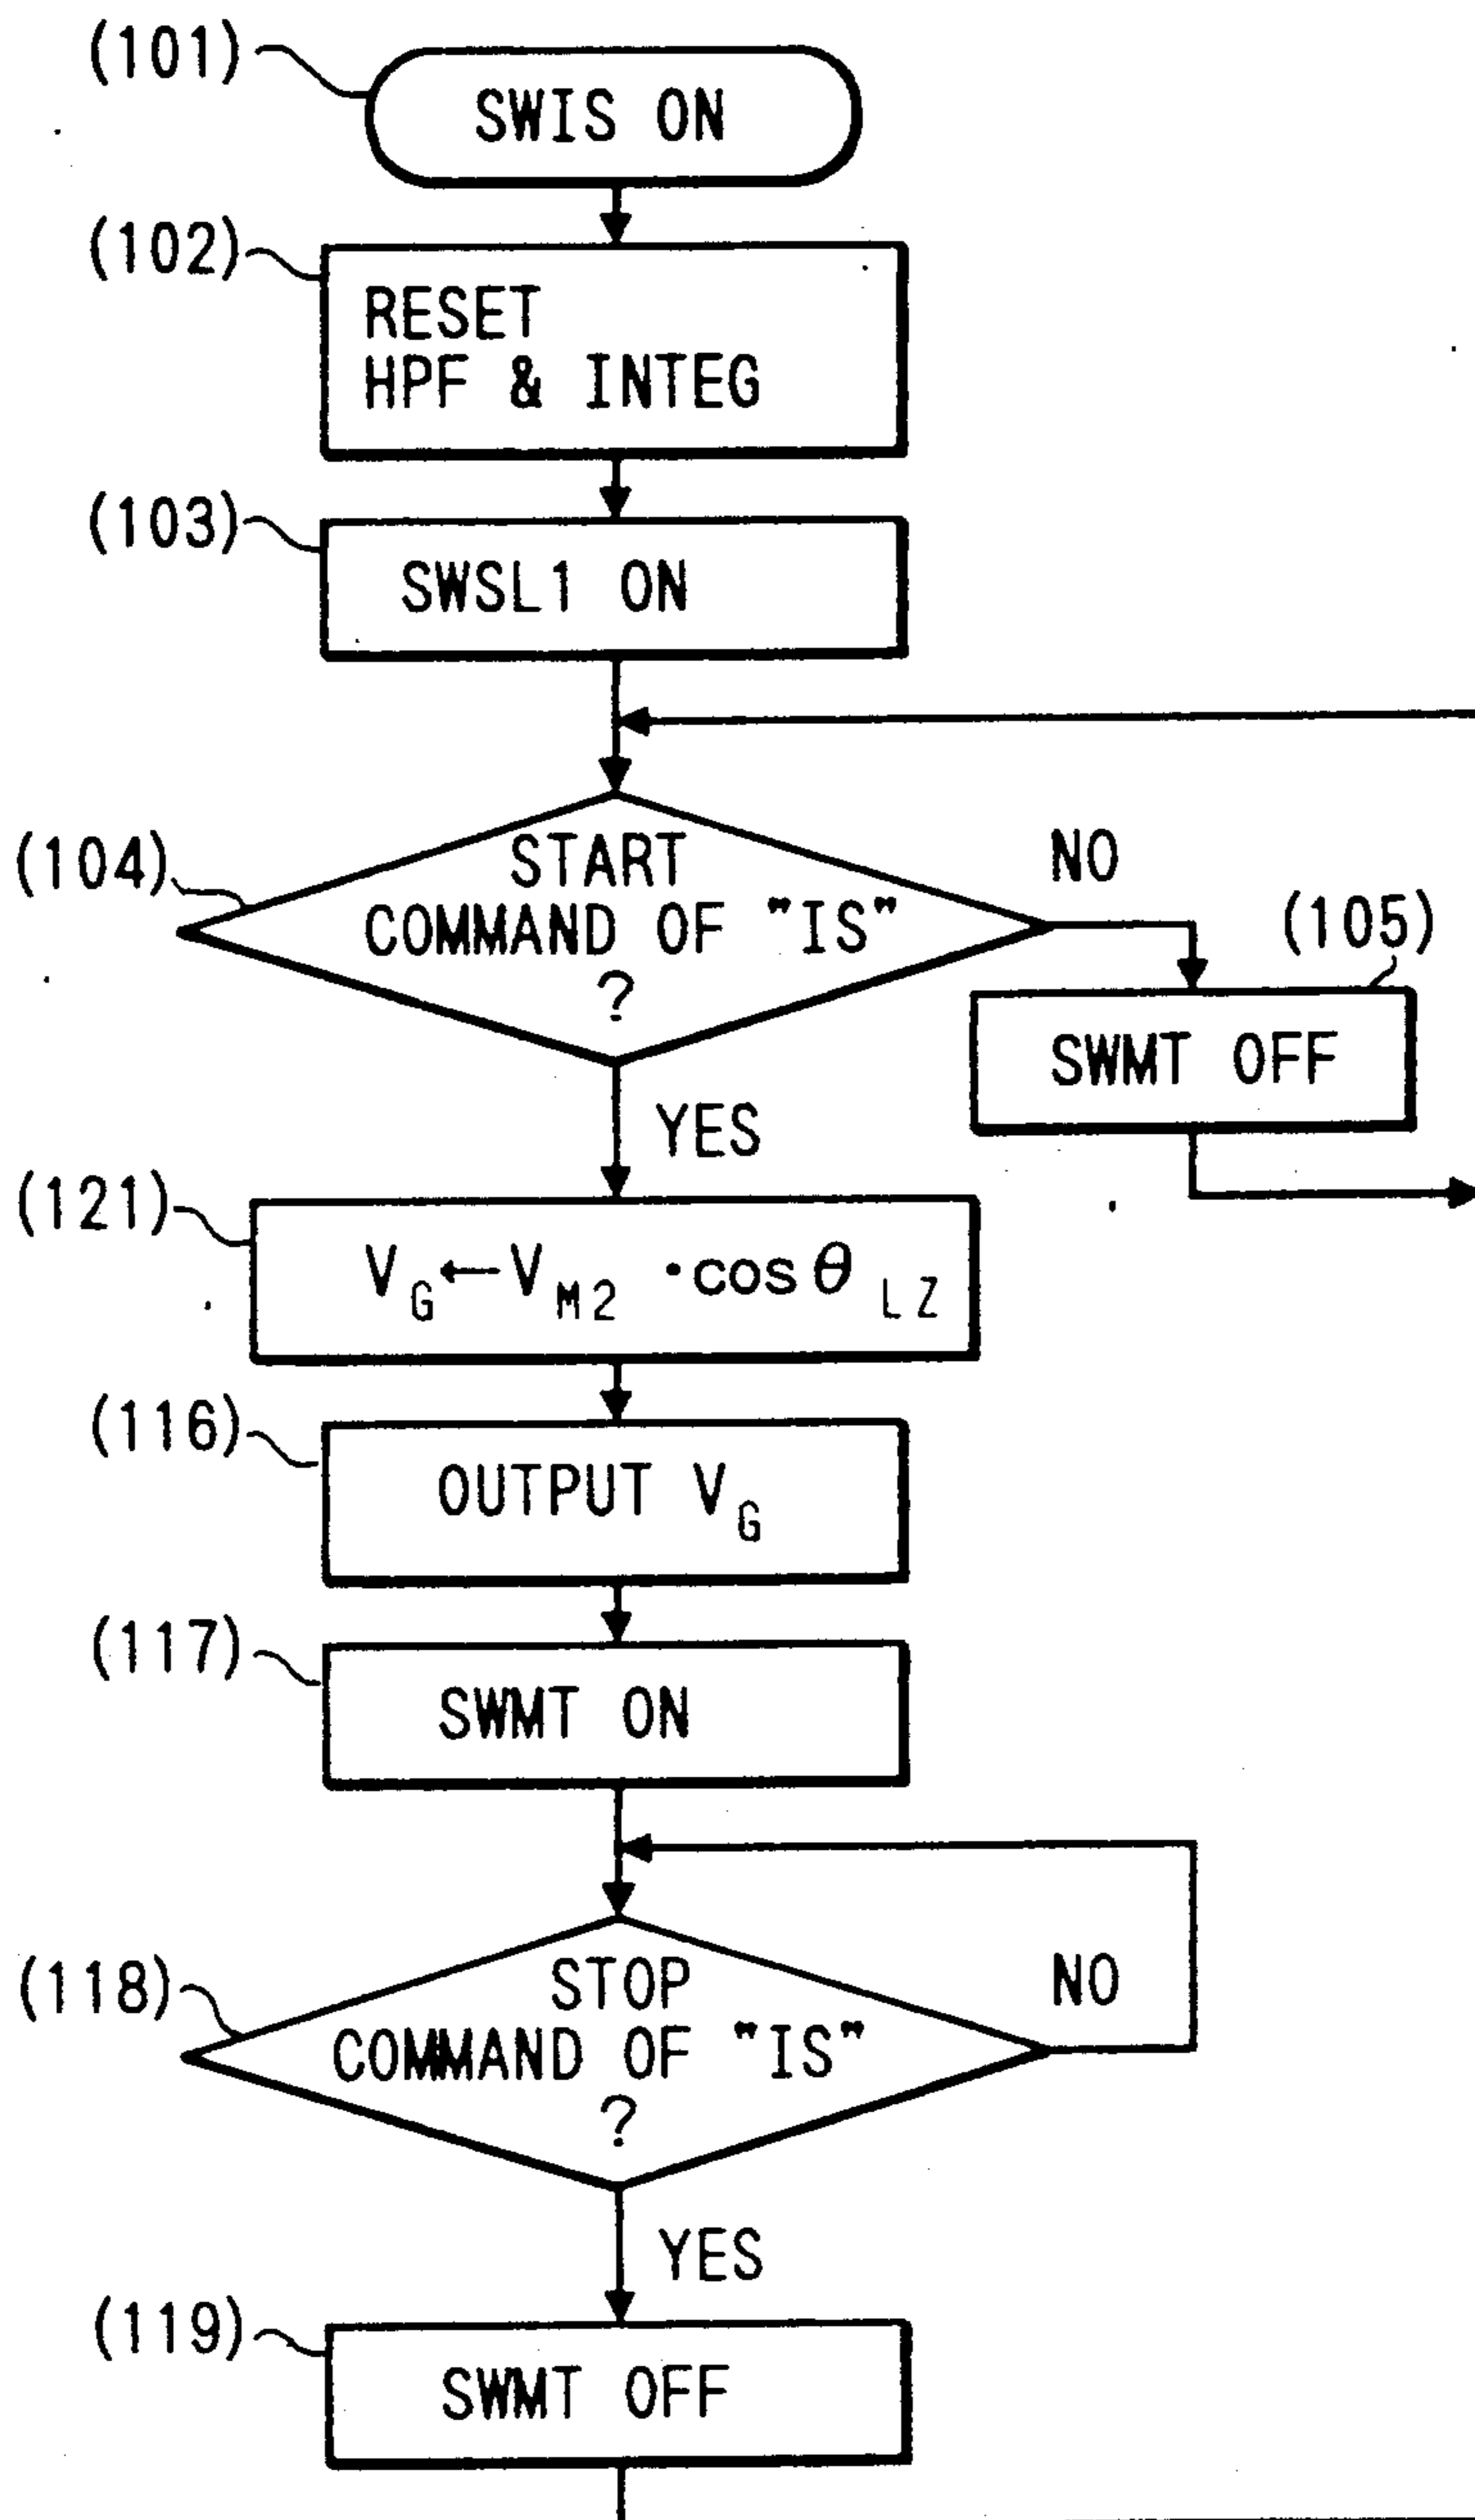 (101)
SWIS ON
(102)
RESET
HPF & INTEG
(103)
SWSL1 ON
(104)
START
COMMAND OF "IS"
?
NO
(105)
SWMT OFF
YES
(121)
V_G ← V_M2 · cos θ_LZ
(116)
OUTPUT V_G
(117)
SWMT ON
(118)
STOP
COMMAND OF "IS"
?
NO
YES
(119)
SWMT OFF